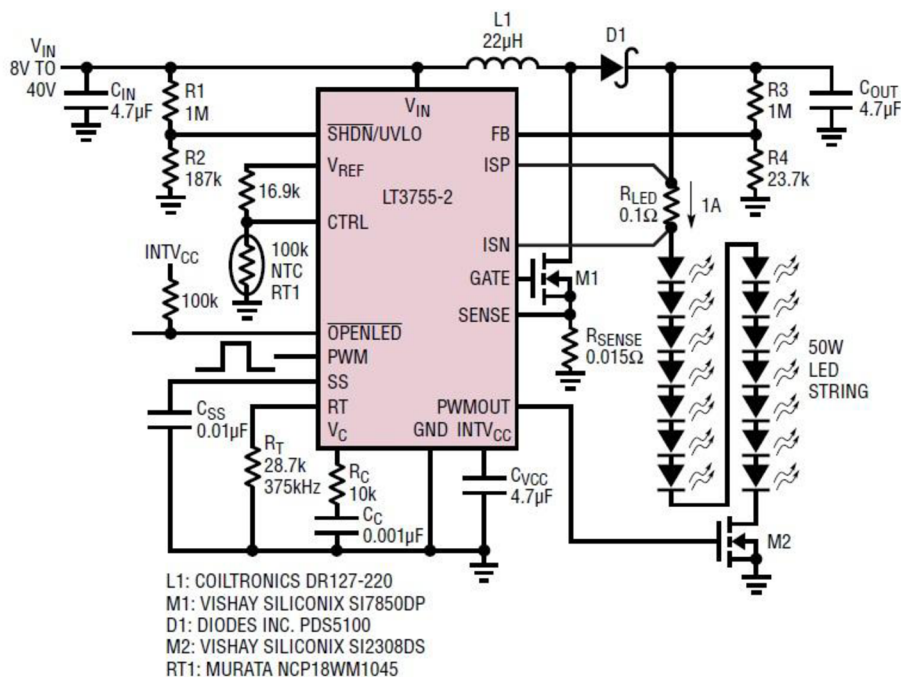 L1
22µH
D1
VIN
8V TO
40V
CIN
4.7µF
R1
1M
R2
187k
VIN
SHDN/UVLO
VREF
16.9k
CTRL
100k
NTC
RT1
INTVCC
100k
OPENLED
PWM
SS
RT
VC
GND
INTVCC
LT3755-2
FB
ISP
ISN
GATE
SENSE
PWMOUT
R3
1M
R4
23.7k
COUT
4.7µF
RLED
0.1Ω
1A
M1
RSENSE
0.015Ω
50W
LED
STRING
CSS
0.01µF
RT
28.7k
375kHz
RC
10k
CC
0.001µF
CVCC
4.7µF
M2
L1: COILTRONICS DR127-220
M1: VISHAY SILICONIX SI7850DP
D1: DIODES INC. PDS5100
M2: VISHAY SILICONIX SI2308DS
RT1: MURATA NCP18WM1045